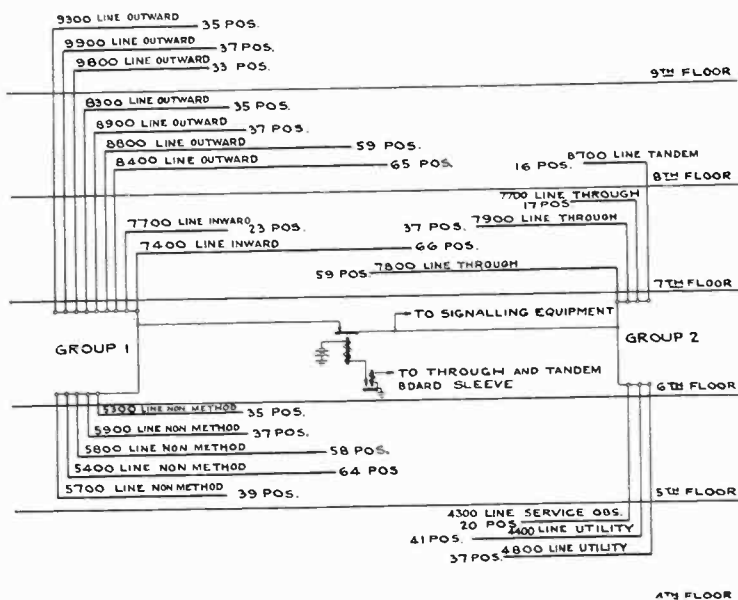 9300 LINE OUTWARD
35 POS.
9900 LINE OUTWARD
37 POS.
9800 LINE OUTWARD
33 POS.
9TH FLOOR
8300 LINE OUTWARD
35 POS.
8900 LINE OUTWARD
37 POS.
8800 LINE OUTWARD
59 POS.
8400 LINE OUTWARD
65 POS.
8700 LINE TANDEM
16 POS.
8TH FLOOR
7700 LINE THROUGH
17 POS
7700 LINE INWARD
23 POS.
37 POS.
7900 LINE THROUGH
7400 LINE INWARD
66 POS.
59 POS.
7800 LINE THROUGH
7TH FLOOR
TO SIGNALLING EQUIPMENT
GROUP 1
GROUP 2
TO THROUGH AND TANDEM
BOARD SLEEVE
6TH FLOOR
5300 LINE NON METHOD
35 POS.
5900 LINE NON METHOD
37 POS.
5800 LINE NON METHOD
58 POS.
5400 LINE NON METHOD
64 POS
5700 LINE NON METHOD
39 POS.
5TH FLOOR
4300 LINE SERVICE OBS.
20 POS.
4400 LINE UTILITY
41 POS.
4800 LINE UTILITY
37 POS.
4TH FLOOR